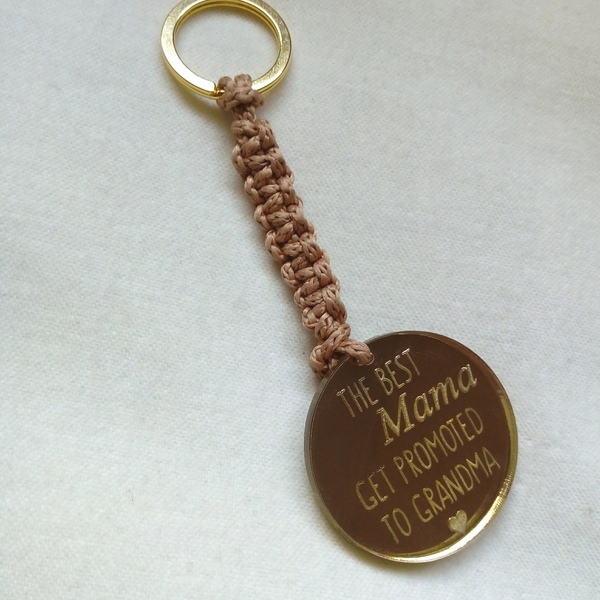 THE BEST
Mama
GET PROMOTED
TO GRANDMA